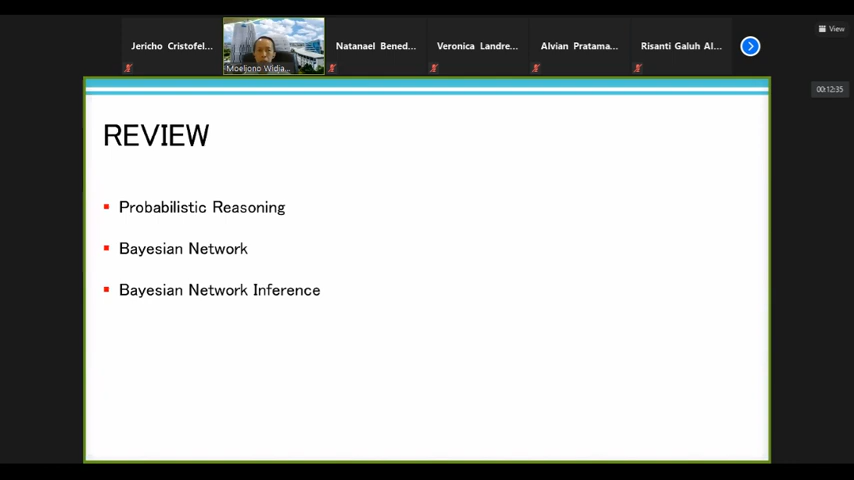 View
Jericho Cristofel...
Moeljono Widja...
Natanael Bened...
Veronica Landre...
Alvian Pratama...
Risanti Galuh Al...
00:12:35
REVIEW
Probabilistic Reasoning
Bayesian Network
Bayesian Network Inference